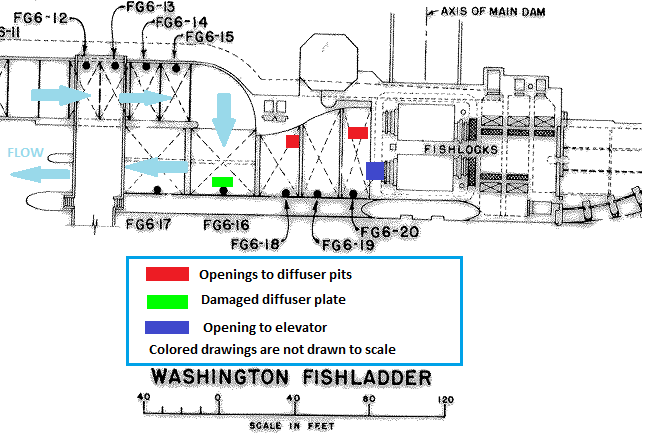 FG6-13
FG6-12
FG6-14
6-11
FG6-15
AXIS OF MAIN DAM
FLOW
FISHLOCKS
FG6-17
FG6-16
FG6-18
FG6-19
FG6-20
Openings to diffuser pits
Damaged diffuser plate
Opening to elevator
Colored drawings are not drawn to scale
WASHINGTON FISHLADDER
40 0 40 80 120
SCALE IN FEET